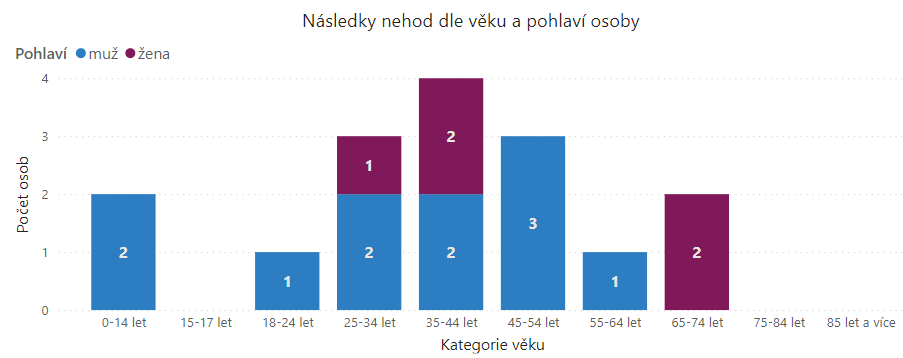 Následky nehod dle věku a pohlaví osoby
Pohlaví muž žena
Počet osob
4
3
2
1
0
2
1
2
1
2
2
3
1
2
0-14 let 15-17 let 18-24 let 25-34 let 35-44 let 45-54 let 55-64 let 65-74 let 75-84 let 85 let a více
Kategorie věku